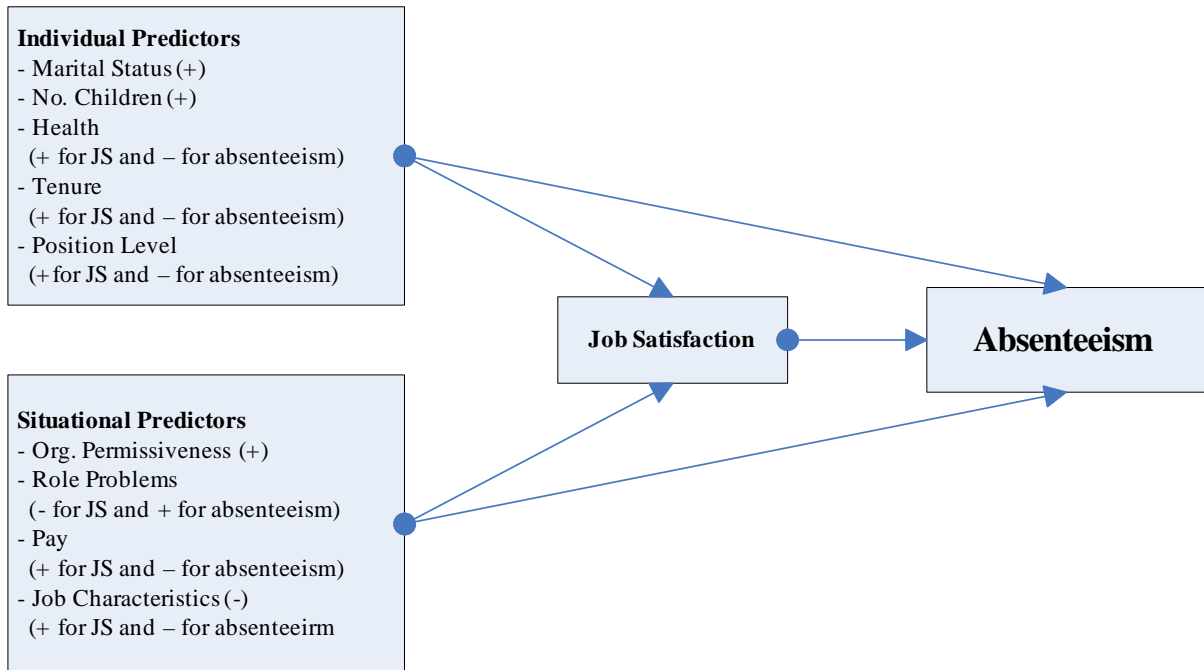 Individual Predictors
- Marital Status (+)
- No. Children (+)
- Health
(+ for JS and – for absenteeism)
- Tenure
(+ for JS and – for absenteeism)
- Position Level
(+ for JS and – for absenteeism)
Job Satisfaction
Absenteeism
Situational Predictors
- Org. Permissiveness (+)
- Role Problems
(- for JS and + for absenteeism)
- Pay
(+ for JS and – for absenteeism)
- Job Characteristics (-)
(+ for JS and – for absenteeirm